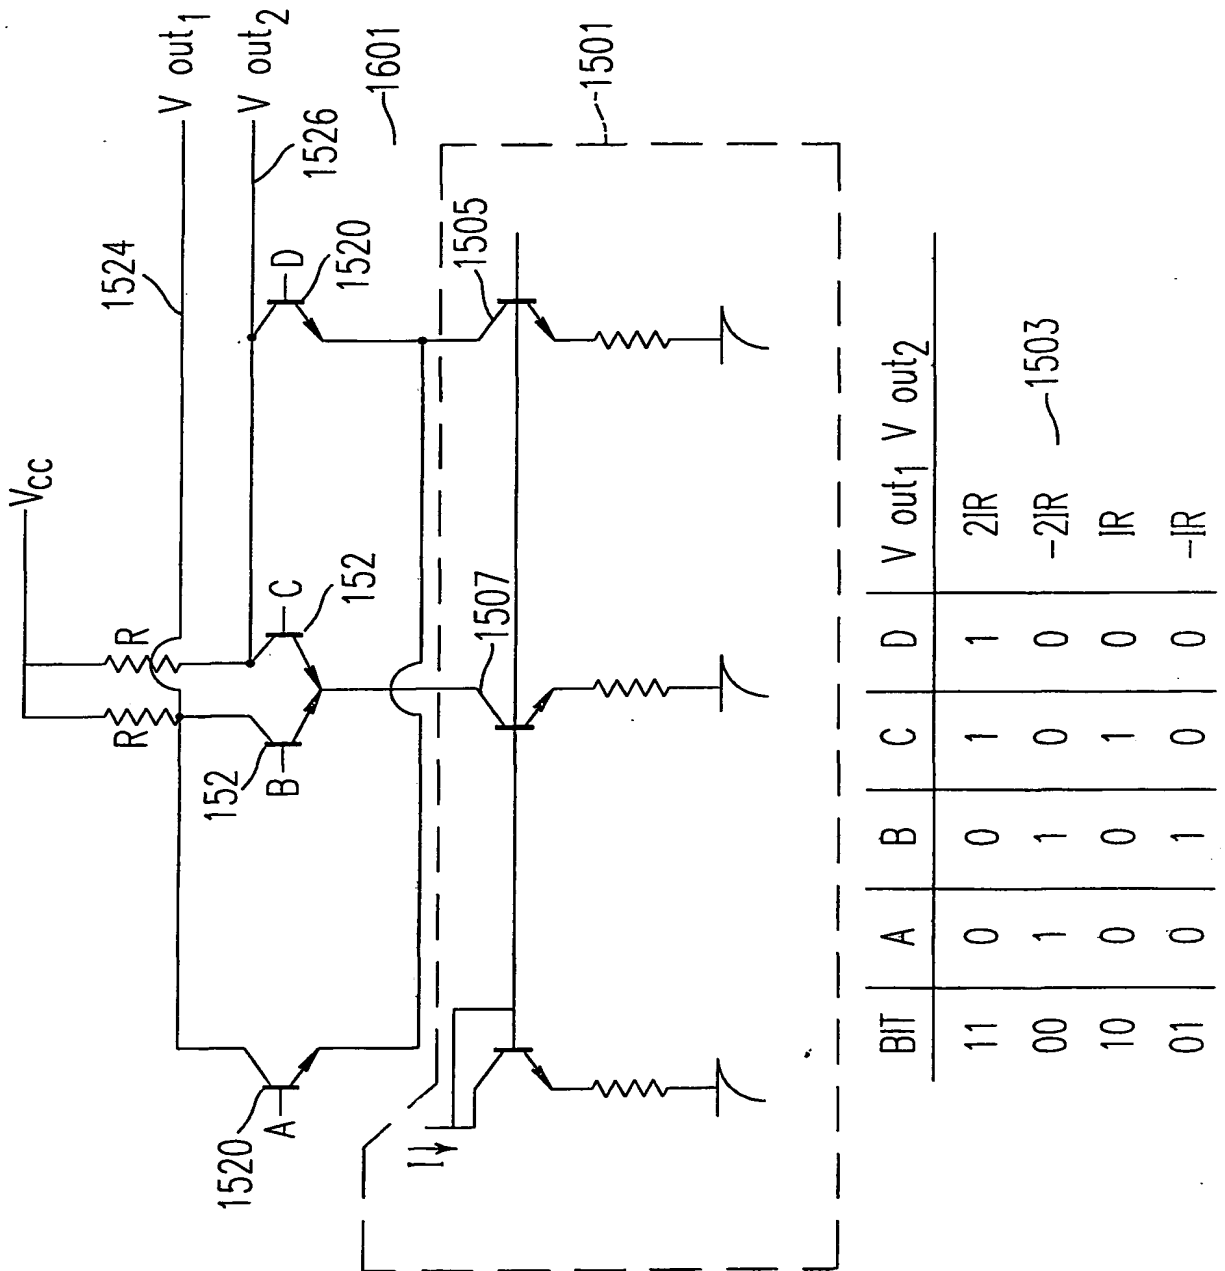 Vcc
V out1
V out2
1524
1526
1601
R
R
D
1520
C
152
B
152
A
1520
1505
1507
1501
I
BIT A B C D V out1 V out2
11 0 0 1 1 2IR
00 1 1 0 0 -2IR
10 0 0 1 0 IR
01 0 1 0 0 -IR
1503